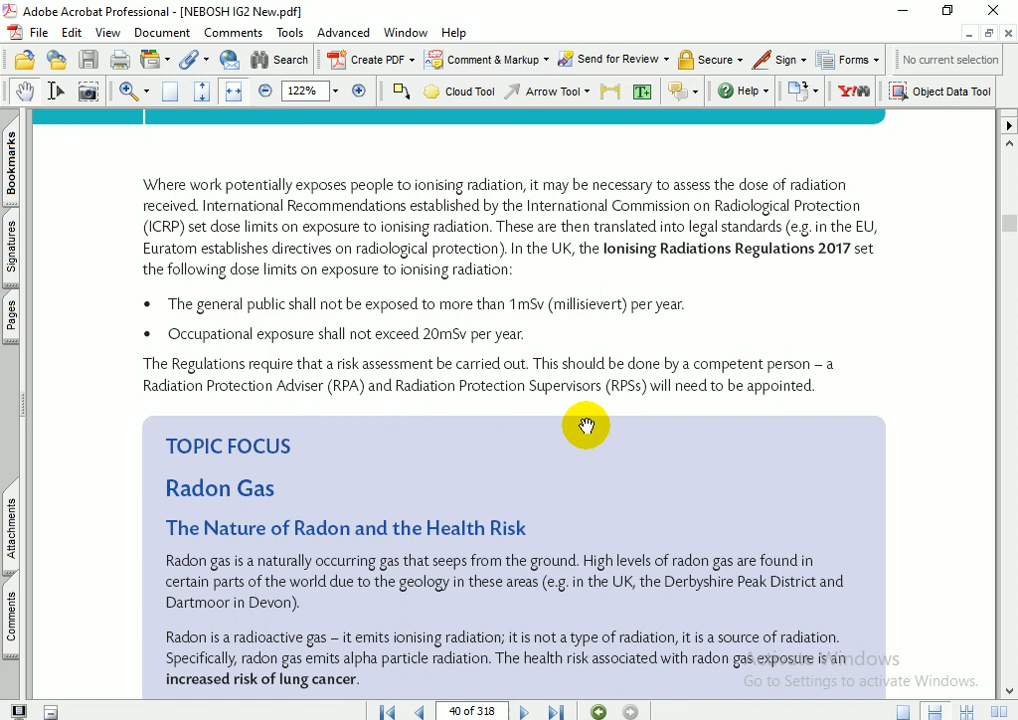 Adobe Acrobat Professional - [NEBOSH IG2 New.pdf]
File Edit View Document Comments Tools Advanced Window Help
Search Create PDF Comment & Markup Send for Review Secure Sign Forms No current selection
122% Cloud Tool Arrow Tool Help Y! Object Data Tool
Bookmarks
Signatures
Pages
Attachments
Comments
Where work potentially exposes people to ionising radiation, it may be necessary to assess the dose of radiation
received. International Recommendations established by the International Commission on Radiological Protection
(ICRP) set dose limits on exposure to ionising radiation. These are then translated into legal standards (e.g. in the EU,
Euratom establishes directives on radiological protection). In the UK, the Ionising Radiations Regulations 2017 set
the following dose limits on exposure to ionising radiation:
• The general public shall not be exposed to more than 1mSv (millisievert) per year.
• Occupational exposure shall not exceed 20mSv per year.
The Regulations require that a risk assessment be carried out. This should be done by a competent person – a
Radiation Protection Adviser (RPA) and Radiation Protection Supervisors (RPSs) will need to be appointed.
TOPIC FOCUS
Radon Gas
The Nature of Radon and the Health Risk
Radon gas is a naturally occurring gas that seeps from the ground. High levels of radon gas are found in
certain parts of the world due to the geology in these areas (e.g. in the UK, the Derbyshire Peak District and
Dartmoor in Devon).
Radon is a radioactive gas – it emits ionising radiation; it is not a type of radiation, it is a source of radiation.
Specifically, radon gas emits alpha particle radiation. The health risk associated with radon gas exposure is an
increased risk of lung cancer.
Activate Windows
Go to Settings to activate Windows.
40 of 318